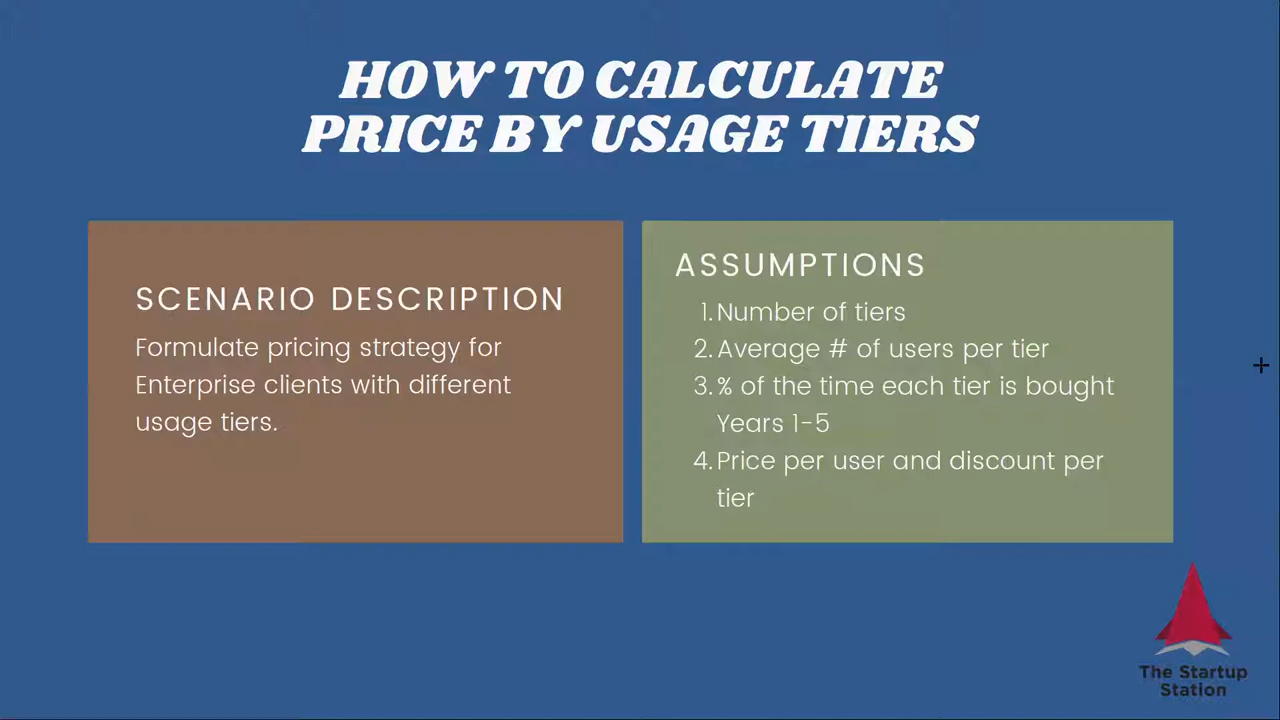 HOW TO CALCULATE
PRICE BY USAGE TIERS
SCENARIO DESCRIPTION
Formulate pricing strategy for
Enterprise clients with different
usage tiers.
ASSUMPTIONS
1. Number of tiers
2. Average # of users per tier
3. % of the time each tier is bought
Years 1-5
4. Price per user and discount per
tier
The Startup
Station